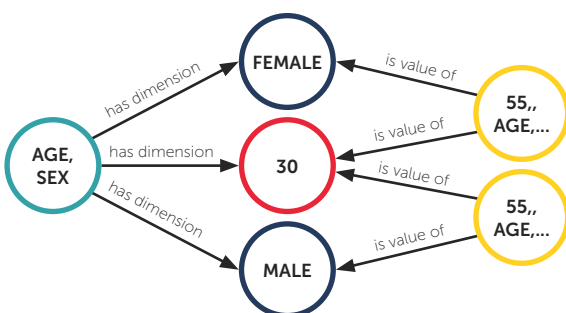 FEMALE
is value of
has dimension
55,,
AGE,...
is value of
AGE,
SEX
has dimension
30
is value of
has dimension
55,,
AGE,...
is value of
MALE